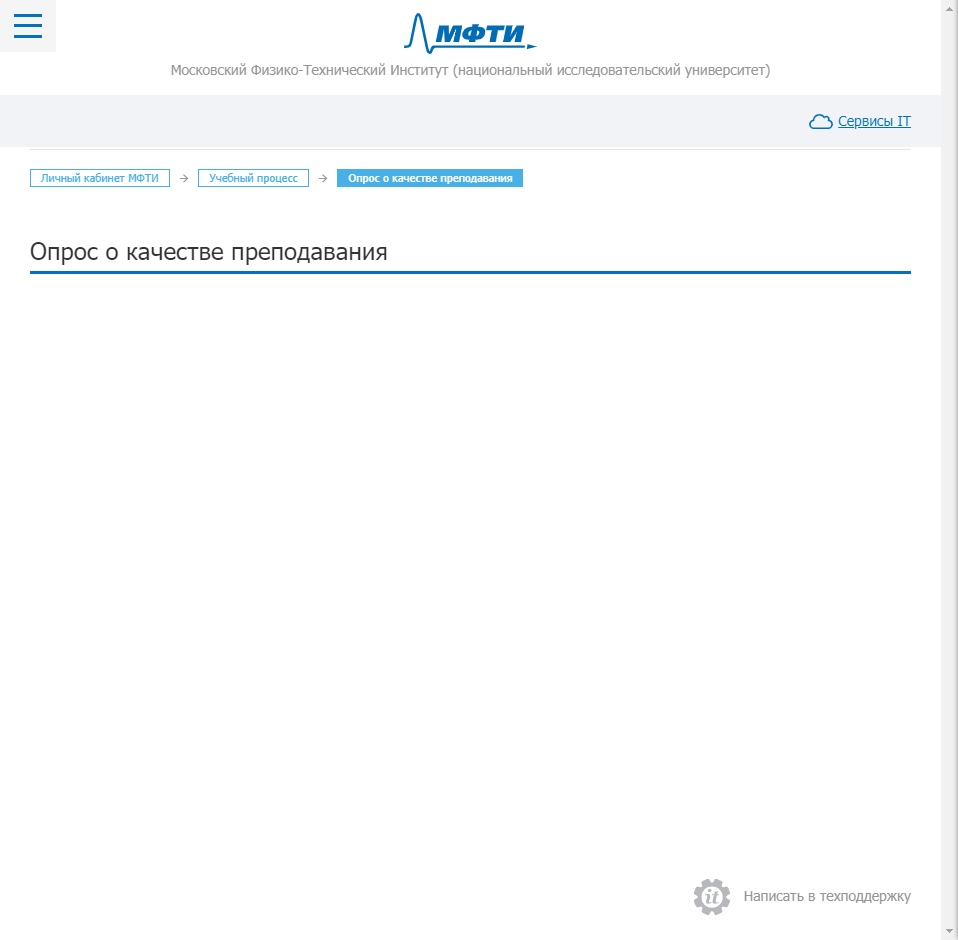 МФТИ
Московский Физико-Технический Институт (национальный исследовательский университет)
Сервисы IT
Личный кабинет МФТИ → Учебный процесс → Опрос о качестве преподавания
Опрос о качестве преподавания
it Написать в техподдержку